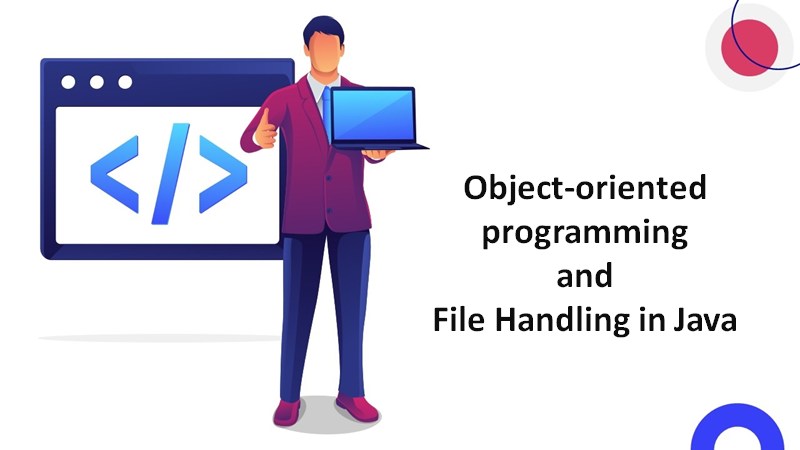 </>
Object-oriented
programming
and
File Handling in Java